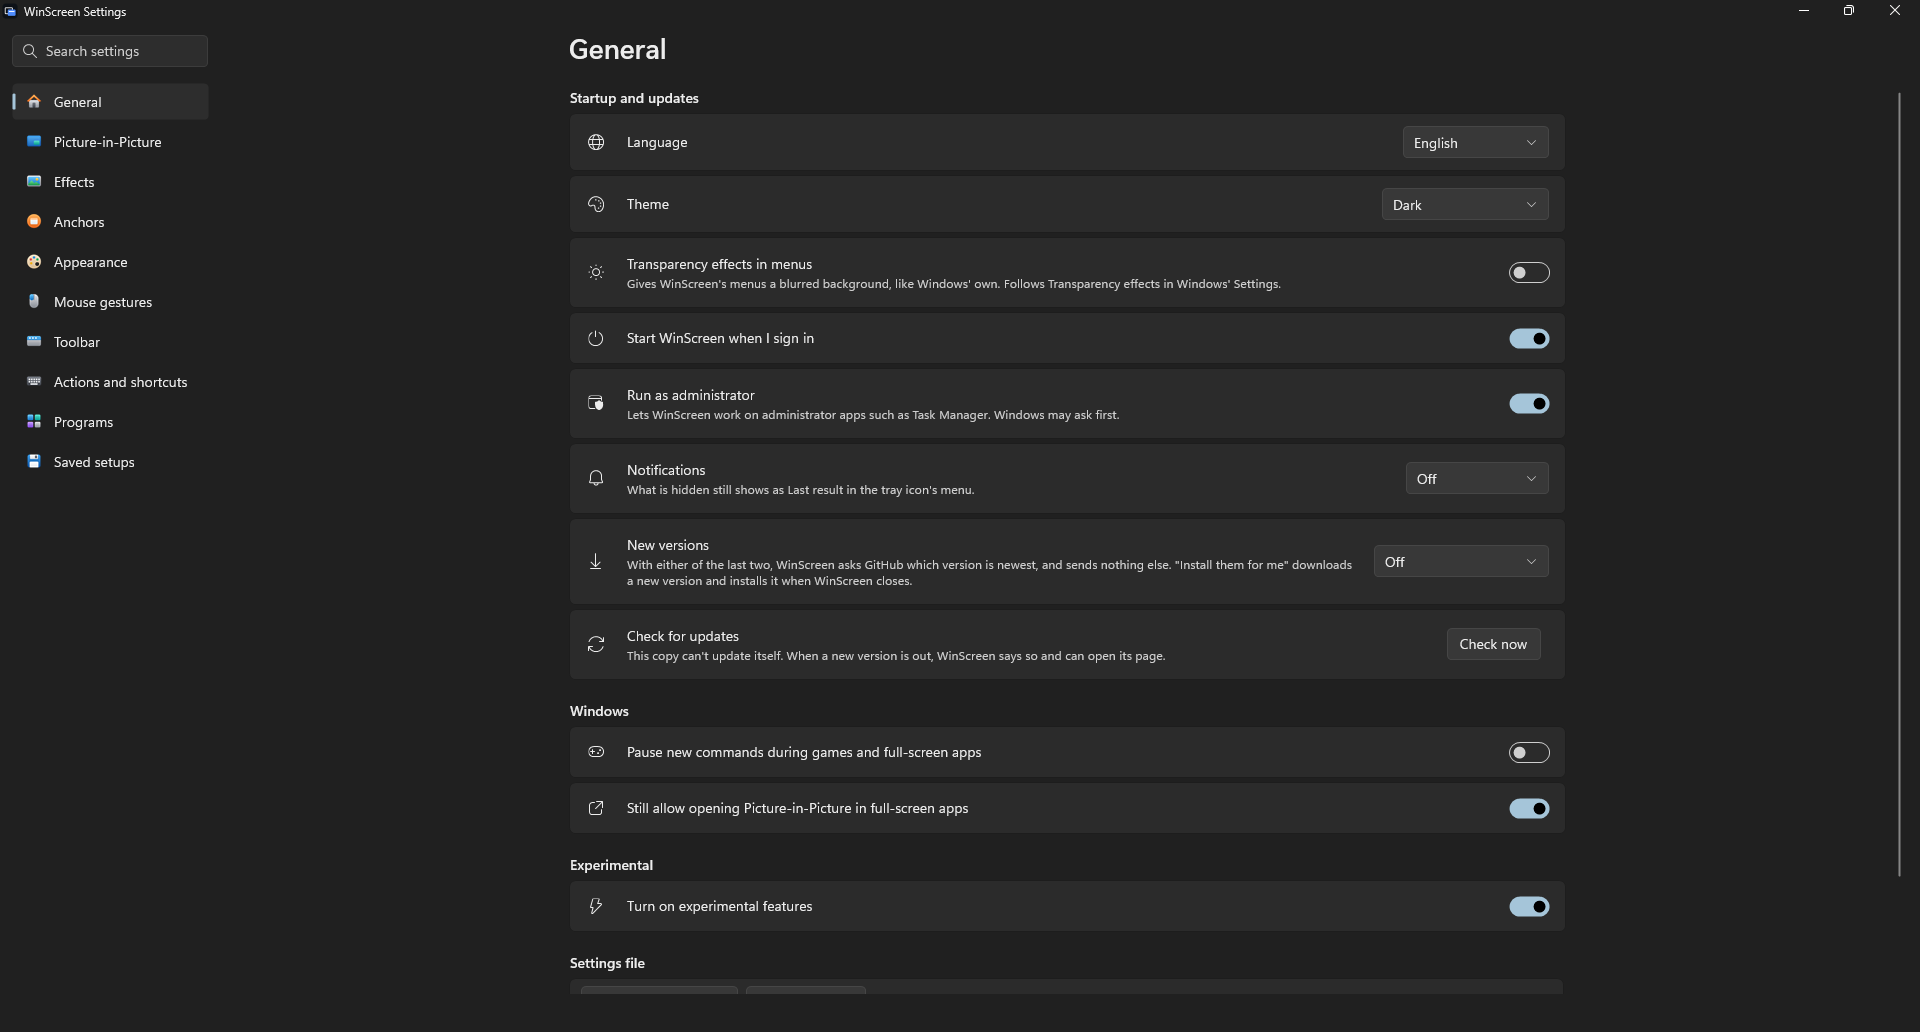 WinScreen Settings
Search settings
General
Picture-in-Picture
Effects
Anchors
Appearance
Mouse gestures
Toolbar
Actions and shortcuts
Programs
Saved setups
General
Startup and updates
Language
English
Theme
Dark
Transparency effects in menus
Gives WinScreen's menus a blurred background, like Windows' own. Follows Transparency effects in Windows' Settings.
Start WinScreen when I sign in
Run as administrator
Lets WinScreen work on administrator apps such as Task Manager. Windows may ask first.
Notifications
What is hidden still shows as Last result in the tray icon's menu.
Off
New versions
With either of the last two, WinScreen asks GitHub which version is newest, and sends nothing else. "Install them for me" downloads
a new version and installs it when WinScreen closes.
Off
Check for updates
This copy can't update itself. When a new version is out, WinScreen says so and can open its page.
Check now
Windows
Pause new commands during games and full-screen apps
Still allow opening Picture-in-Picture in full-screen apps
Experimental
Turn on experimental features
Settings file